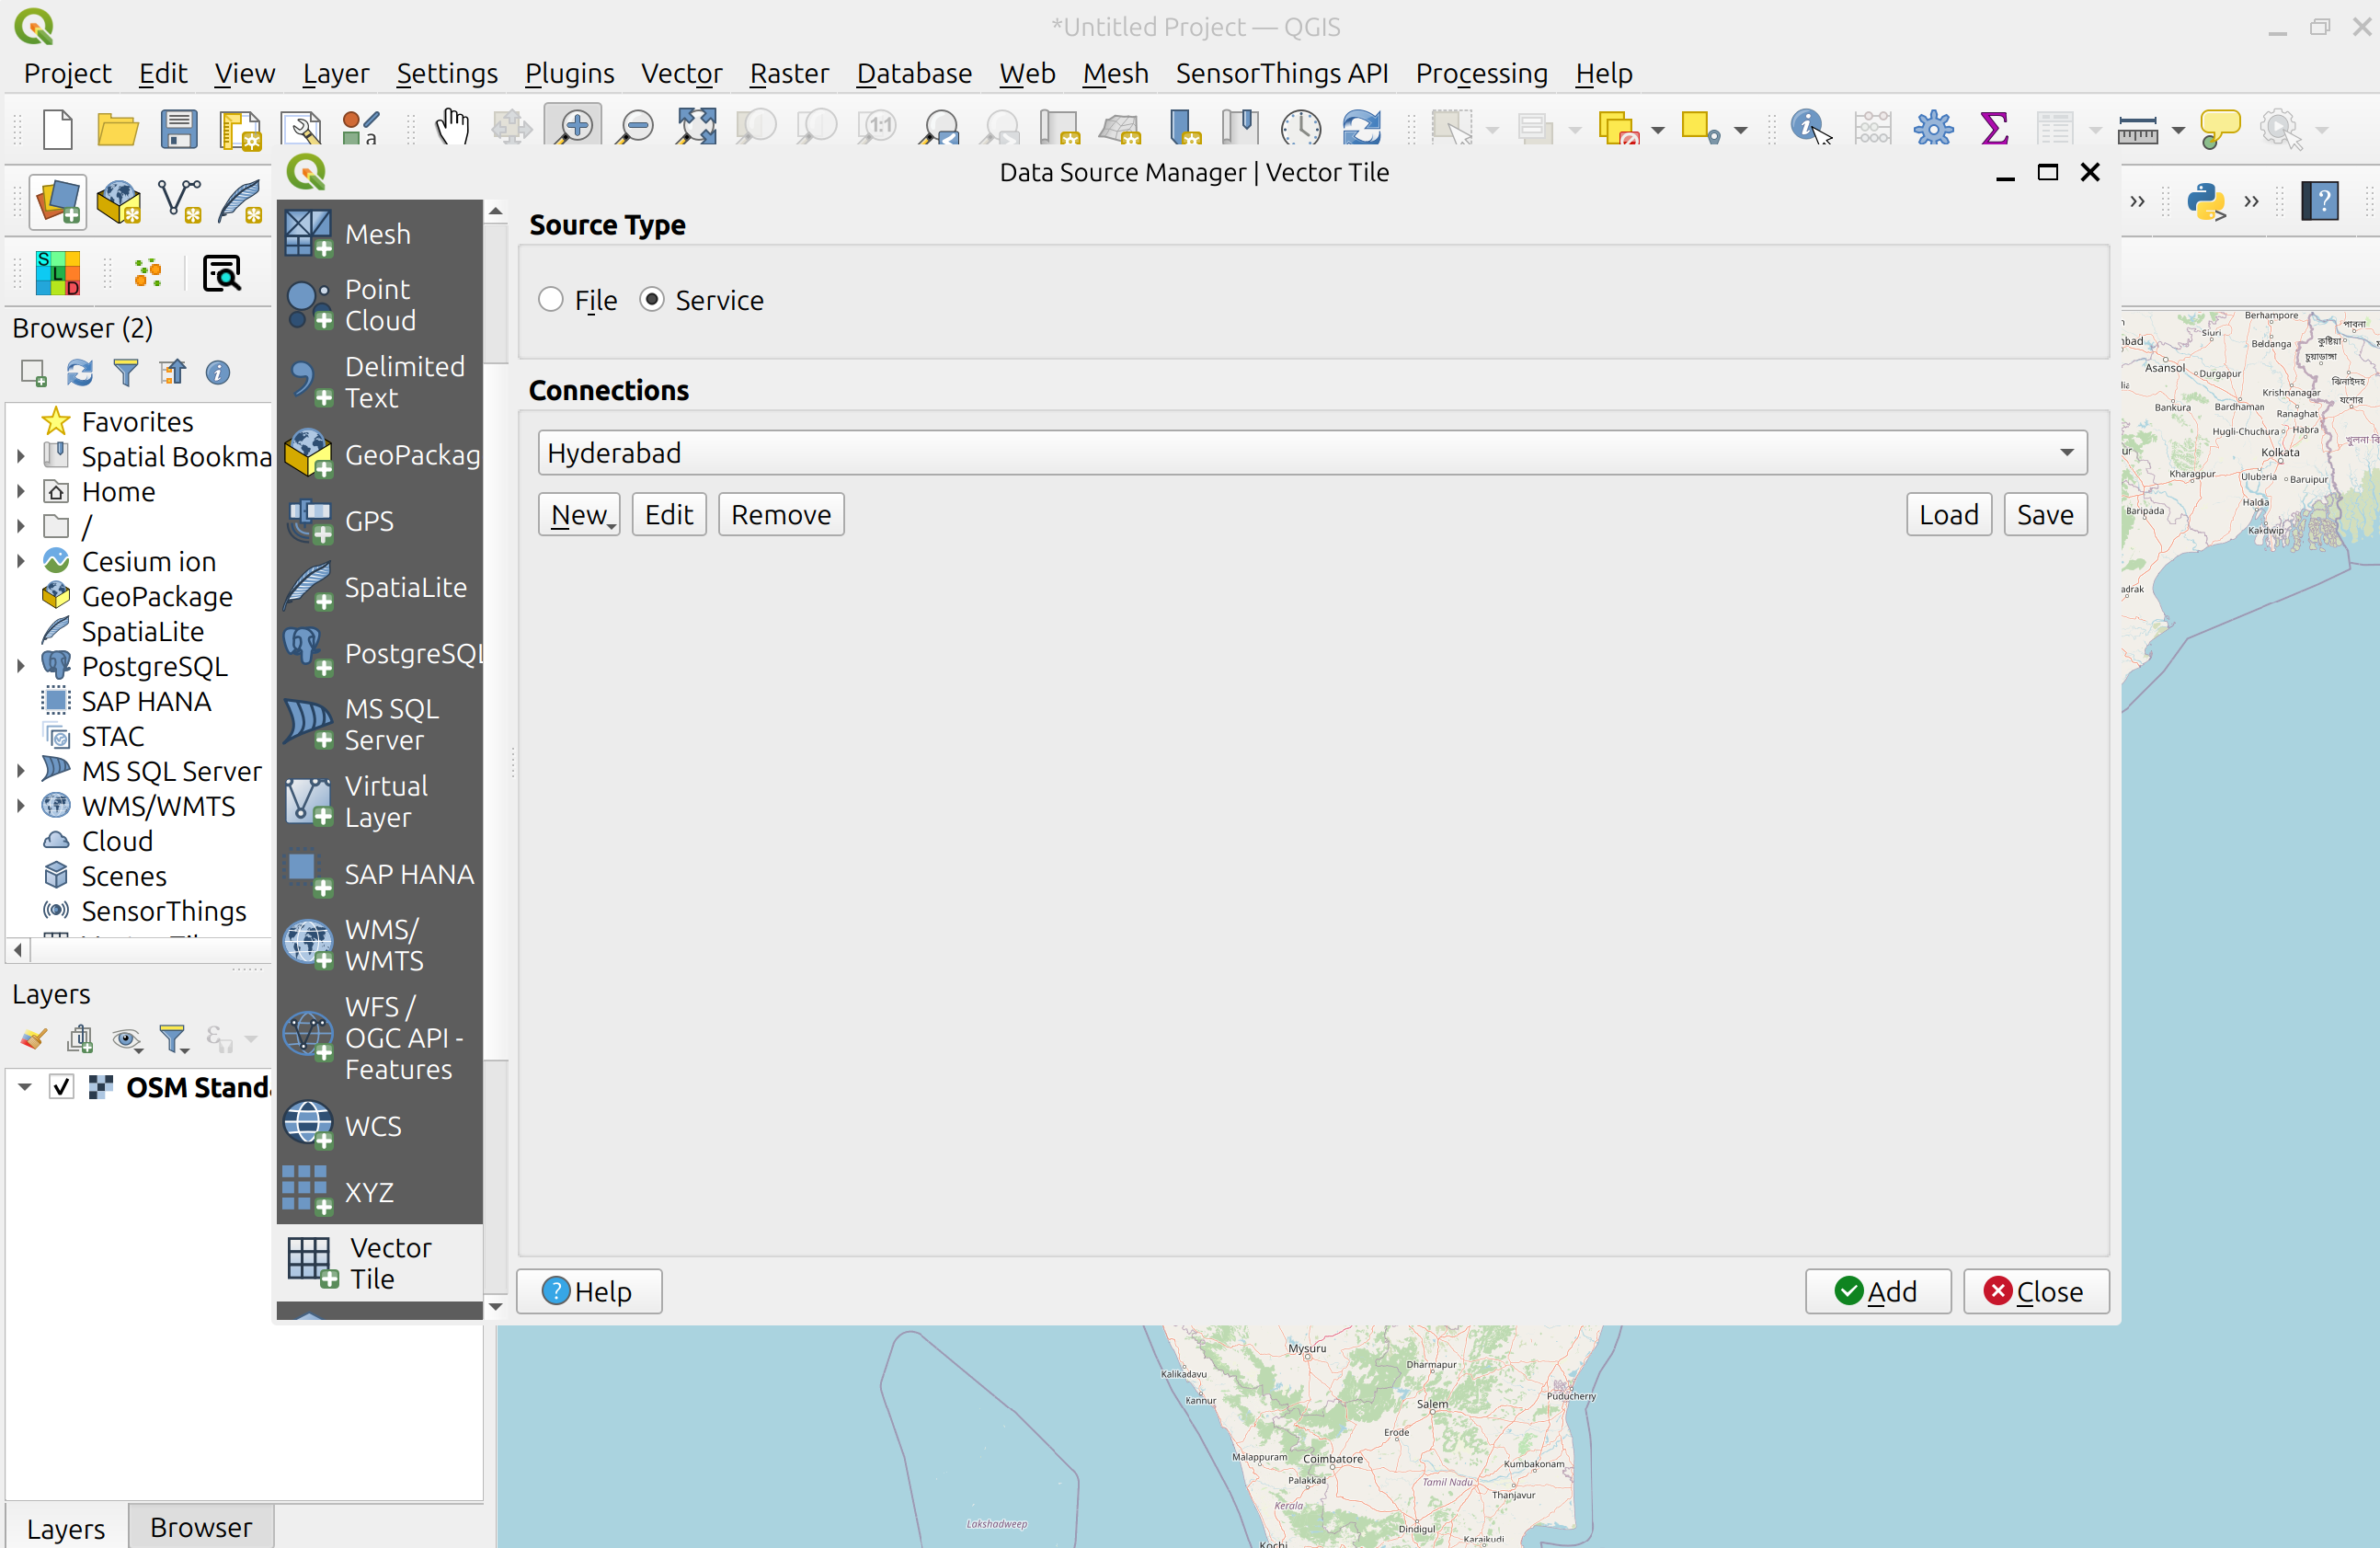 *Untitled Project — QGIS
Project Edit View Layer Settings Plugins Vector Raster Database Web Mesh SensorThings API Processing Help
Data Source Manager | Vector Tile
Browser (2)
Favorites
Spatial Bookma
Home
/
Cesium ion
GeoPackage
SpatiaLite
PostgreSQL
SAP HANA
STAC
MS SQL Server
WMS/WMTS
Cloud
Scenes
SensorThings
Layers
OSM Standa
Layers Browser
Mesh
Point
Cloud
Delimited
Text
GeoPackag
GPS
SpatiaLite
PostgreSQL
MS SQL
Server
Virtual
Layer
SAP HANA
WMS/
WMTS
WFS /
OGC API -
Features
WCS
XYZ
Vector
Tile
Source Type
File Service
Connections
Hyderabad
New Edit Remove Load Save
Help Add Close
Berhampore
Siuri
Beldanga
পাবনা
কুষ্টিয়া
চুয়াডাঙ্গা
Asansol
Durgapur
ঝিনাইদহ
Krishnanagar
যশোর
Bankura
Bardhaman
Ranaghat
Hugli-Chuchura
Habra
Kolkata
Kharagpur
Uluberia
Baruipur
Haldia
Baripada
Kakdwip
adrak
Mysuru
Kalikadavu
Dharmapur
Kannur
Puducherry
Salem
Erode
Malappuram
Coimbatore
Palakkad
Kumbakonam
Tamil Nadu
Thanjavur
Kerala
Lakshadweep
Dindigul
Karaikudi
Kochi